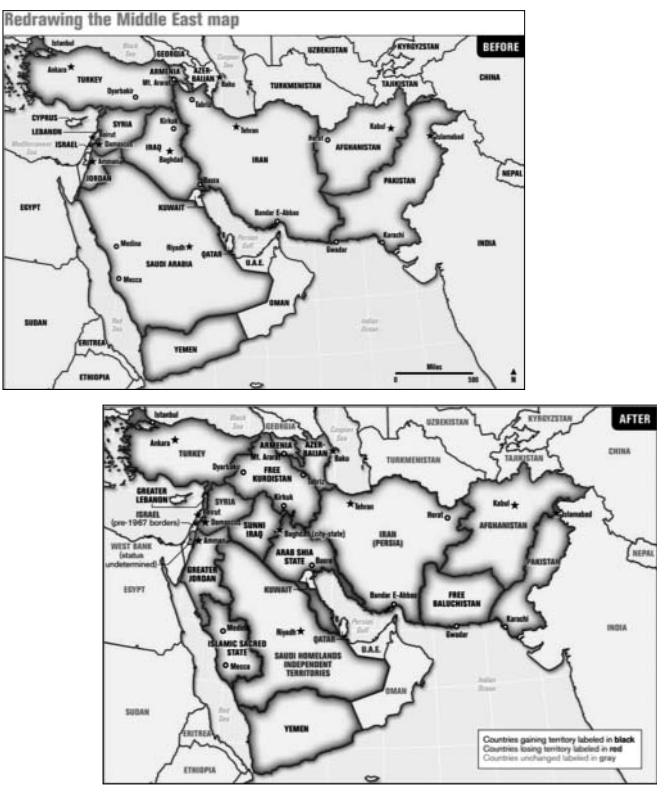 Redrawing the Middle East map
BEFORE
Istanbul
Black
Sea
GEORGIA
Caspian
Sea
UZBEKISTAN
KYRGYZSTAN
Ankara
TURKEY
ARMENIA
Mt. Ararat
AZER-
BAIJAN
Baku
TURKMENISTAN
TAJIKISTAN
CHINA
Dyarbakir
Tabriz
CYPRUS
LEBANON
SYRIA
Kirkuk
Tehran
Herat
Kabul
Islamabad
Mediterranean
Sea
ISRAEL
Beirut
Damascus
IRAQ
Baghdad
IRAN
AFGHANISTAN
Amman
JORDAN
Basra
PAKISTAN
NEPAL
EGYPT
KUWAIT
Bandar E-Abbas
Persian
Gulf
Gwadar
Karachi
INDIA
Medina
Riyadh
QATAR
SAUDI ARABIA
U.A.E.
Mecca
OMAN
SUDAN
Red
Sea
Indian
Ocean
ERITREA
YEMEN
ETHIOPIA
Miles
0
500
N
AFTER
Istanbul
Black
Sea
GEORGIA
Caspian
Sea
UZBEKISTAN
KYRGYZSTAN
Ankara
TURKEY
ARMENIA
Mt. Ararat
AZER-
BAIJAN
Baku
TURKMENISTAN
TAJIKISTAN
CHINA
Dyarbakir
FREE
KURDISTAN
Tabriz
GREATER
LEBANON
SYRIA
Kirkuk
Tehran
Herat
Kabul
Islamabad
ISRAEL
(pre-1967 borders)
Beirut
Damascus
SUNNI
IRAQ
Baghdad (city-state)
IRAN
(PERSIA)
AFGHANISTAN
WEST BANK
(status
undetermined)
Amman
ARAB SHIA
STATE
Basra
PAKISTAN
NEPAL
GREATER
JORDAN
EGYPT
KUWAIT
Bandar E-Abbas
FREE
BALUCHISTAN
Persian
Gulf
Gwadar
Karachi
INDIA
Medina
ISLAMIC SACRED
STATE
Mecca
Riyadh
QATAR
U.A.E.
SAUDI HOMELANDS
INDEPENDENT
TERRITORIES
OMAN
SUDAN
Red
Sea
Indian
Ocean
ERITREA
YEMEN
ETHIOPIA
Countries gaining territory labeled in black
Countries losing territory labeled in red
Countries unchanged labeled in gray